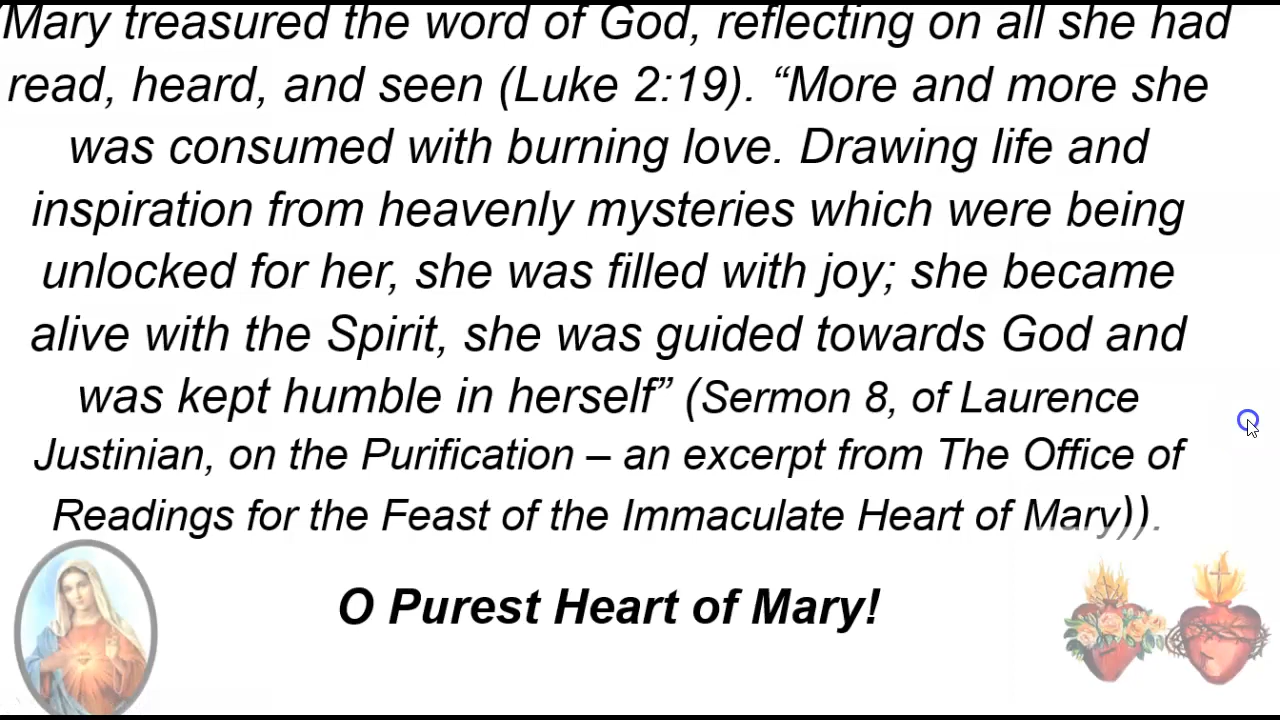 Mary treasured the word of God, reflecting on all she had
read, heard, and seen (Luke 2:19). “More and more she
was consumed with burning love. Drawing life and
inspiration from heavenly mysteries which were being
unlocked for her, she was filled with joy; she became
alive with the Spirit, she was guided towards God and
was kept humble in herself” (Sermon 8, of Laurence
Justinian, on the Purification – an excerpt from The Office of
Readings for the Feast of the Immaculate Heart of Mary)).
O Purest Heart of Mary!